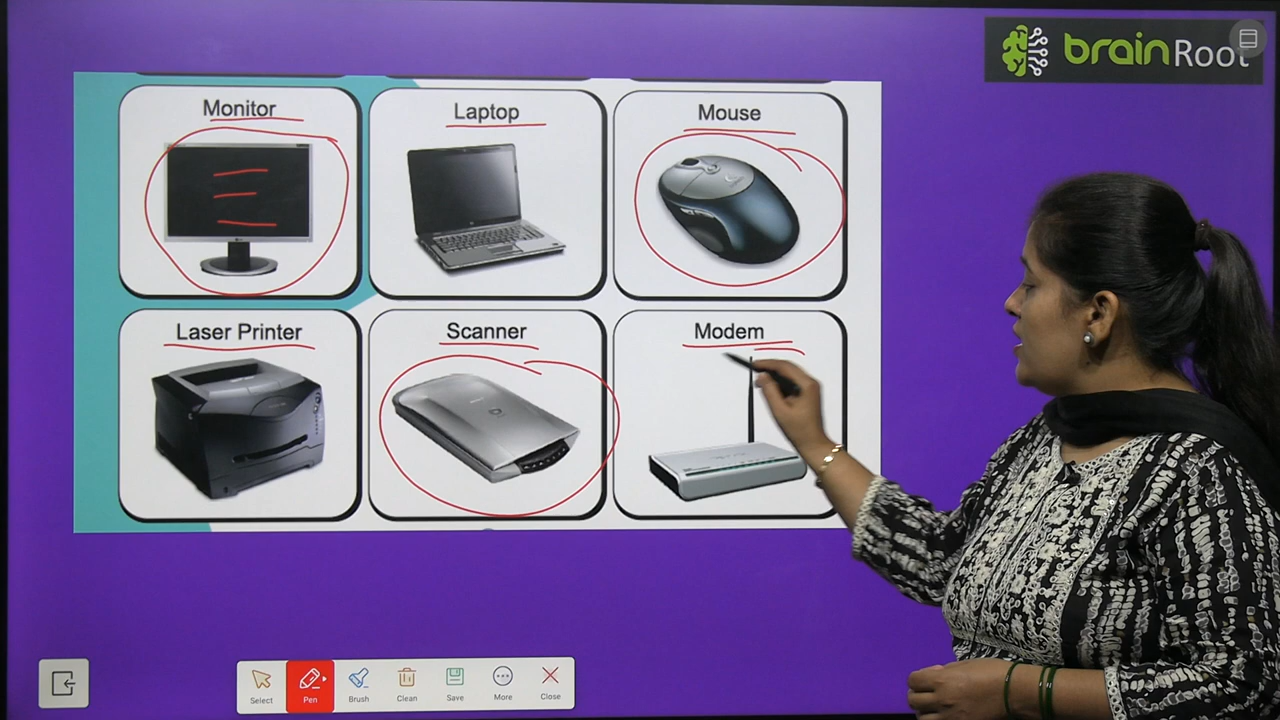 brainRoot
Monitor
Laptop
Mouse
Laser Printer
Scanner
Modem
Select
Pen
Brush
Clean
Save
More
Close